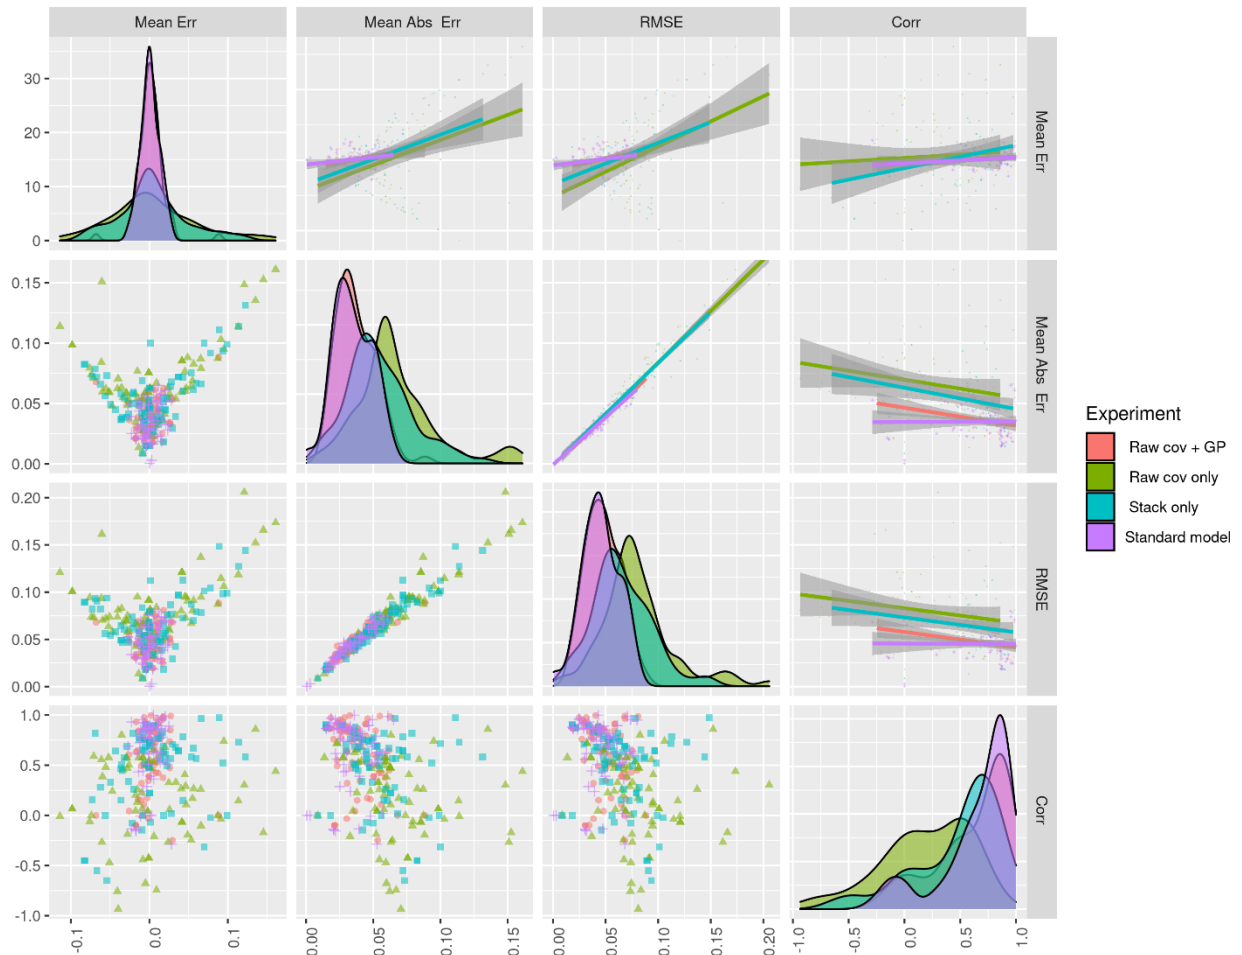 Mean Err
Mean Abs Err
RMSE
Corr
30
20
10
0
Mean Err
0.15
0.10
0.05
0.00
Mean Abs Err
0.20
0.15
0.10
0.05
0.00
RMSE
1.0
0.5
0.0
-0.5
-1.0
Corr
-0.1
0.0
0.1
0.00
0.05
0.10
0.15
0.00
0.05
0.10
0.15
0.20
-1.0
-0.5
0.0
0.5
1.0
Experiment
Raw cov + GP
Raw cov only
Stack only
Standard model